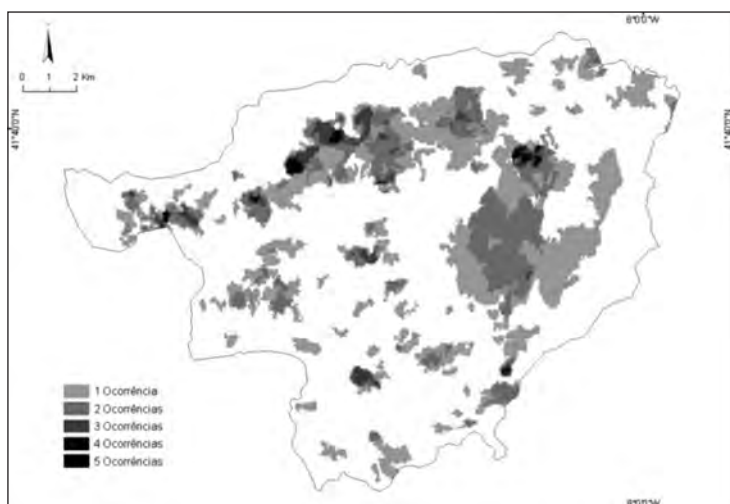 8°0'0"W
0 1 2 Km
41°40'N
41°40'N
1 Ocorrência
2 Ocorrências
3 Ocorrências
4 Ocorrências
5 Ocorrências
8°0'0"W